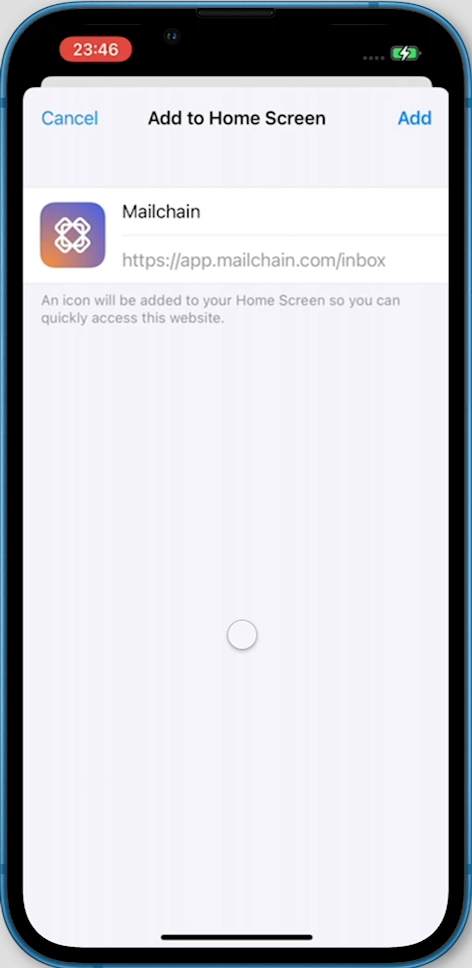 23:46
Cancel
Add to Home Screen
Add
Mailchain
https://app.mailchain.com/inbox
An icon will be added to your Home Screen so you can
quickly access this website.